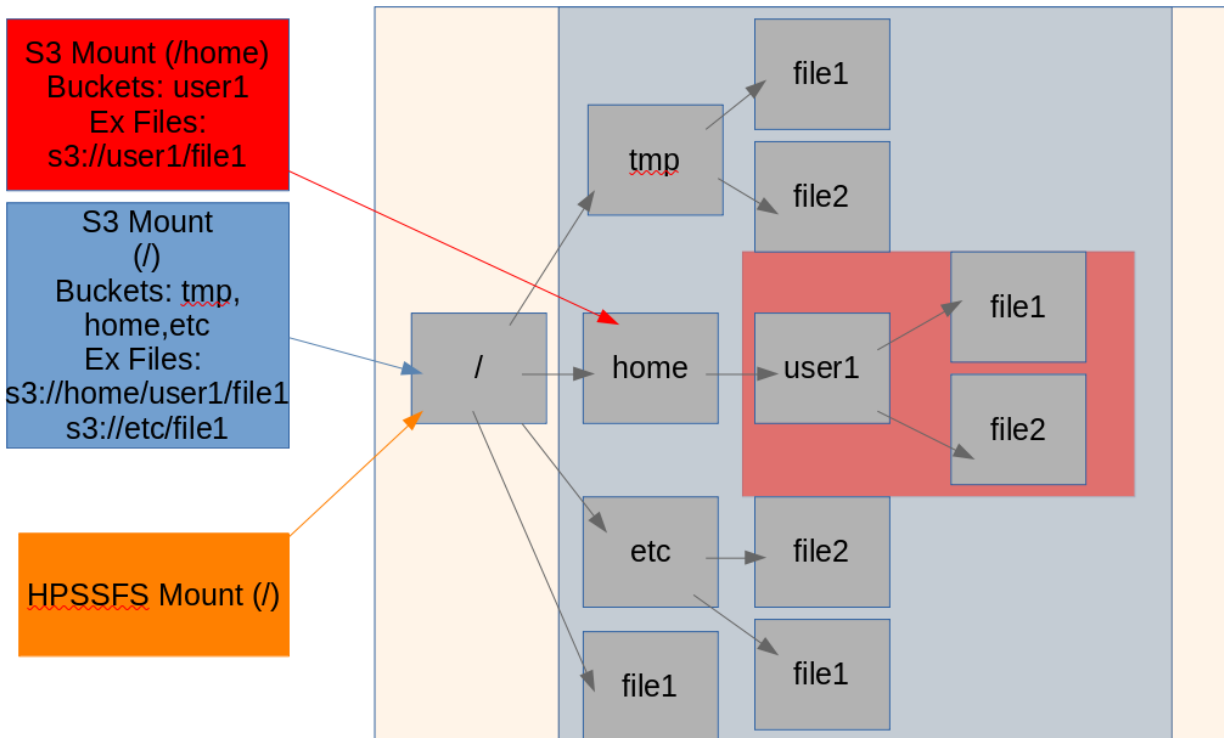 S3 Mount (/home)
Buckets: user1
Ex Files:
s3://user1/file1
S3 Mount
(/)
Buckets: tmp,
home,etc
Ex Files:
s3://home/user1/file1
s3://etc/file1
HPSSFS Mount (/)
/
tmp
file1
file2
home
user1
file1
file2
etc
file2
file1
file1